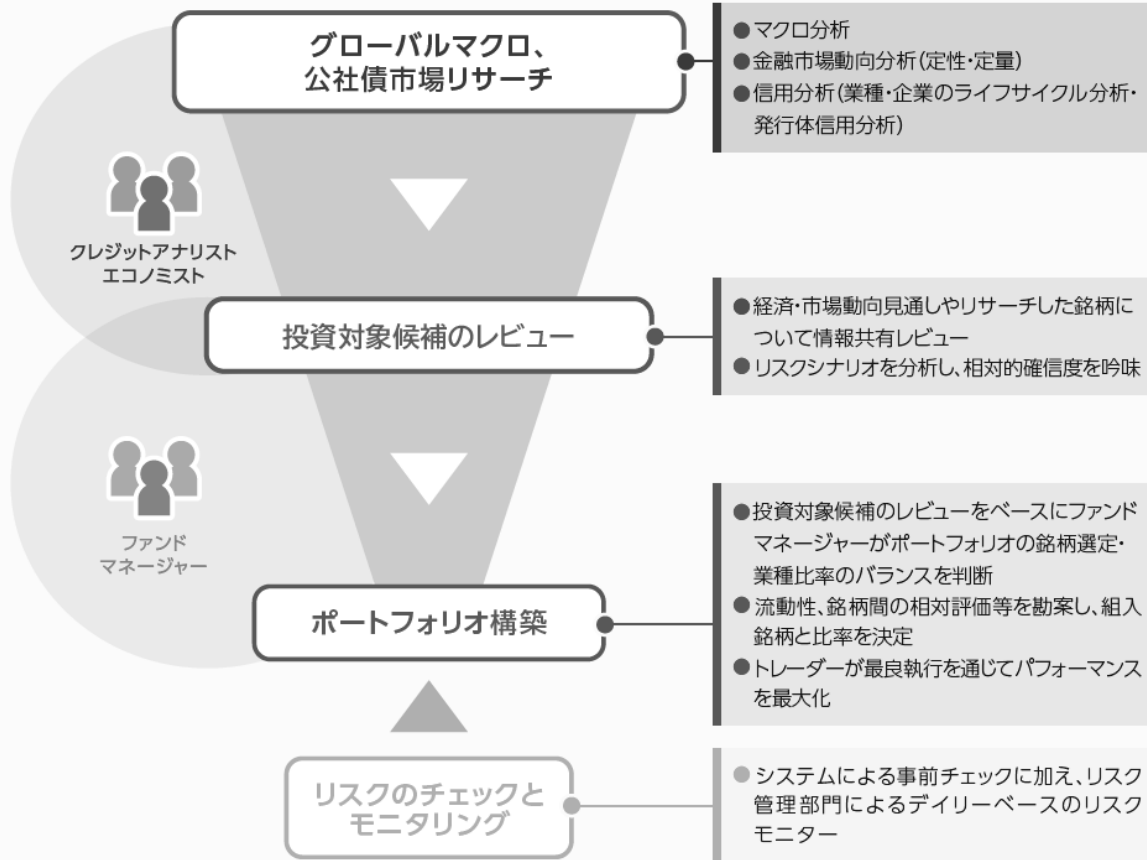 グローバルマクロ、
公社債市場リサーチ
●マクロ分析
●金融市場動向分析(定性・定量)
●信用分析(業種・企業のライフサイクル分析・
発行体信用分析)
クレジットアナリスト
エコノミスト
投資対象候補のレビュー
●経済・市場動向見通しやリサーチした銘柄に
ついて情報共有レビュー
●リスクシナリオを分析し、相対的確信度を吟味
ファンド
マネージャー
ポートフォリオ構築
●投資対象候補のレビューをベースにファンド
マネージャーがポートフォリオの銘柄選定・
業種比率のバランスを判断
●流動性、銘柄間の相対評価等を勘案し、組入
銘柄と比率を決定
●トレーダーが最良執行を通じてパフォーマンス
を最大化
リスクのチェックと
モニタリング
●システムによる事前チェックに加え、リスク
管理部門によるデイリーベースのリスク
モニター